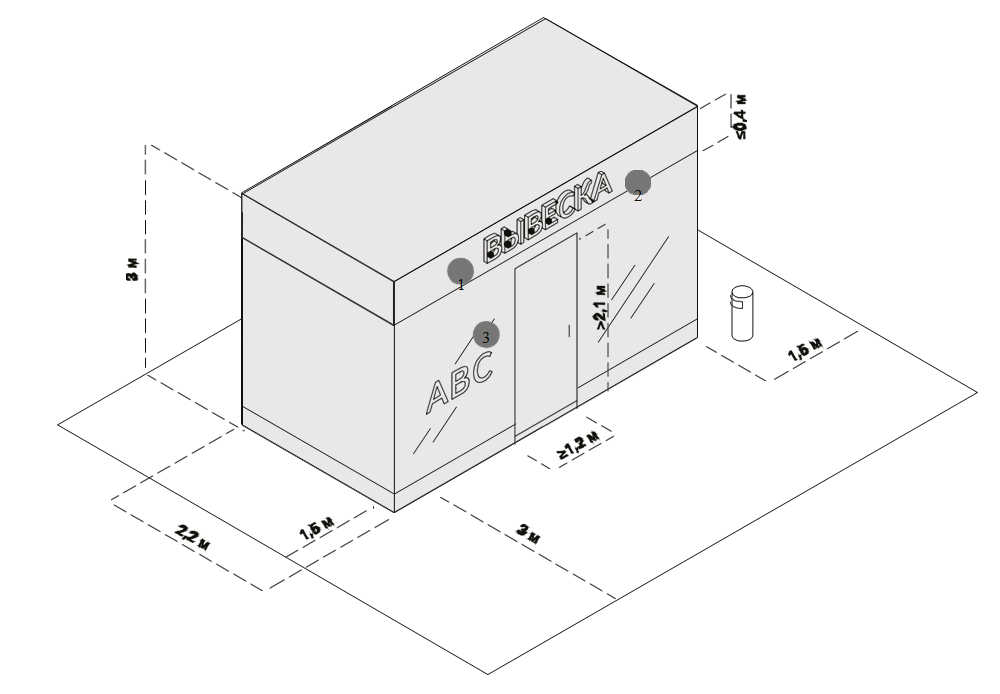 ≤0,4 м
ВЫВЕСКА
2
3 м
1
>2,1 м
3
1,5 м
ABC
≥1,2 м
1,5 м
2,2 м
3 м